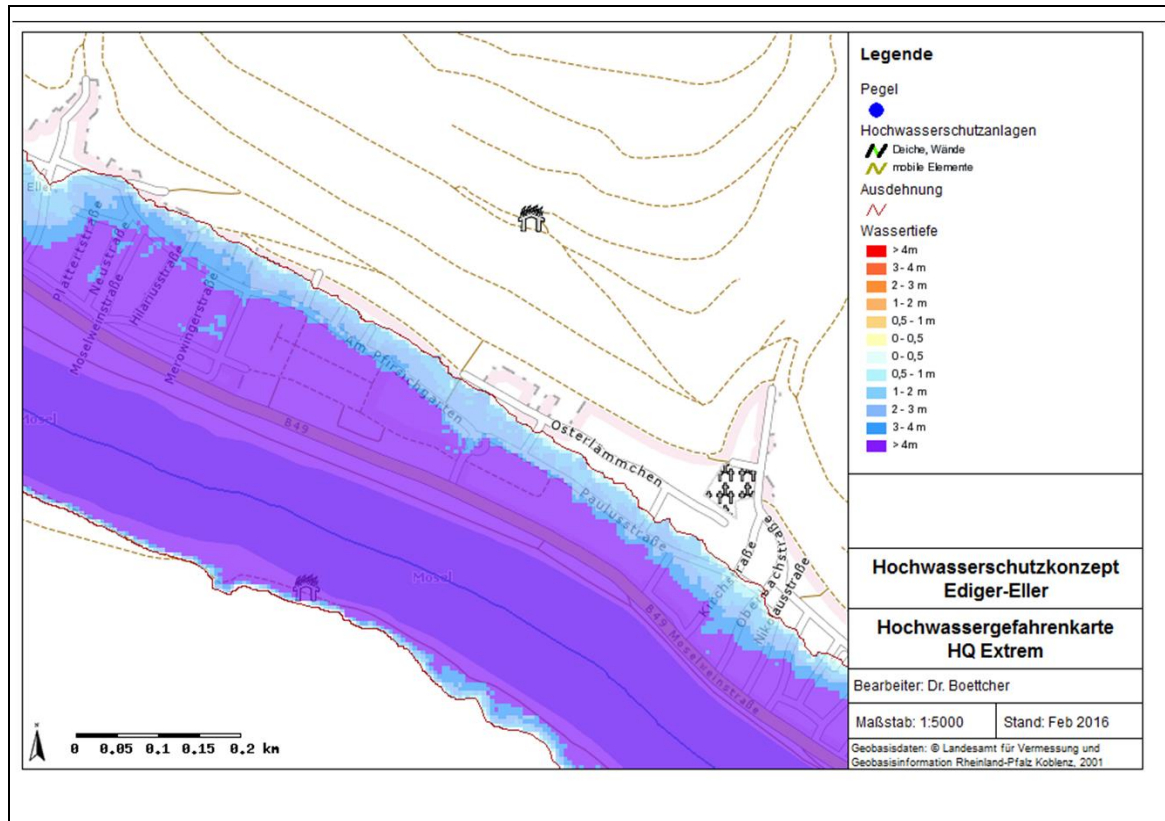 Legende
Pegel
Hochwasserschutzanlagen
Deiche, Wände
mobile Elemente
Ausdehnung
Wassertiefe
> 4m
3 - 4 m
2 - 3 m
1 - 2 m
0,5 - 1 m
0 - 0,5
0 - 0,5
0,5 - 1 m
1 - 2 m
2 - 3 m
3 - 4 m
> 4m
Hochwasserschutzkonzept
Ediger-Eller
Hochwassergefahrenkarte
HQ Extrem
Bearbeiter: Dr. Boettcher
Maßstab: 1:5000
Stand: Feb 2016
Geobasisdaten: © Landesamt für Vermessung und
Geobasisinformation Rheinland-Pfalz Koblenz, 2001
Eller
Plattertstraße
Neustraße
Moselweinstraße
Hilariusstraße
Merowingerstraße
Am Pfirschgarten
B49
Osterlämmchen
Paulusstraße
Mosel
Mosel
Kirchstraße
Oberbachstraße
Nikolausstraße
B49 Moselweinstraße
N
0 0.05 0.1 0.15 0.2 km